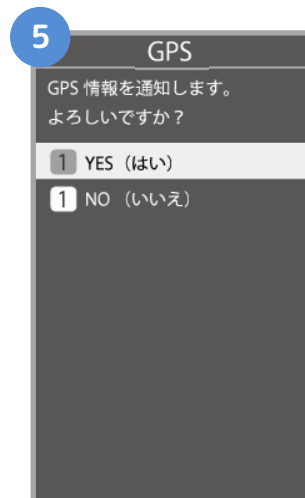 5
GPS
GPS 情報を通知します。
よろしいですか？
1 YES（はい）
1 NO （いいえ）